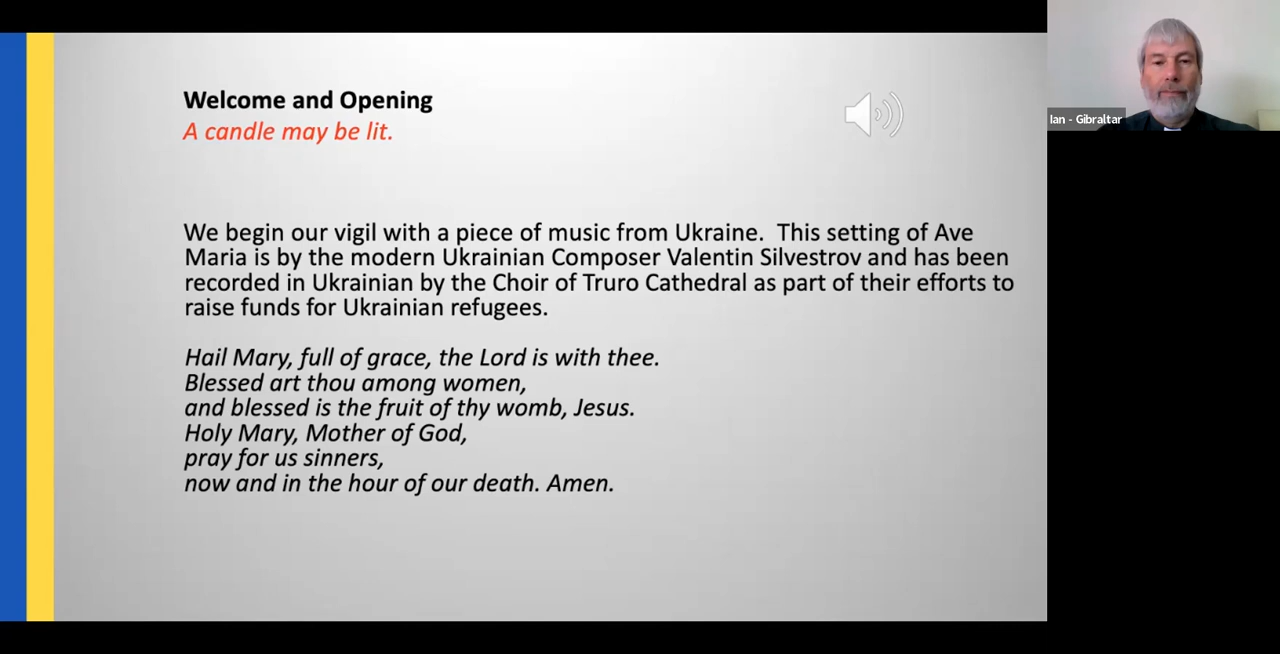 Welcome and Opening
A candle may be lit.
We begin our vigil with a piece of music from Ukraine.  This setting of Ave
Maria is by the modern Ukrainian Composer Valentin Silvestrov and has been
recorded in Ukrainian by the Choir of Truro Cathedral as part of their efforts to
raise funds for Ukrainian refugees.
Hail Mary, full of grace, the Lord is with thee.
Blessed art thou among women,
and blessed is the fruit of thy womb, Jesus.
Holy Mary, Mother of God,
pray for us sinners,
now and in the hour of our death. Amen.
Ian - Gibraltar